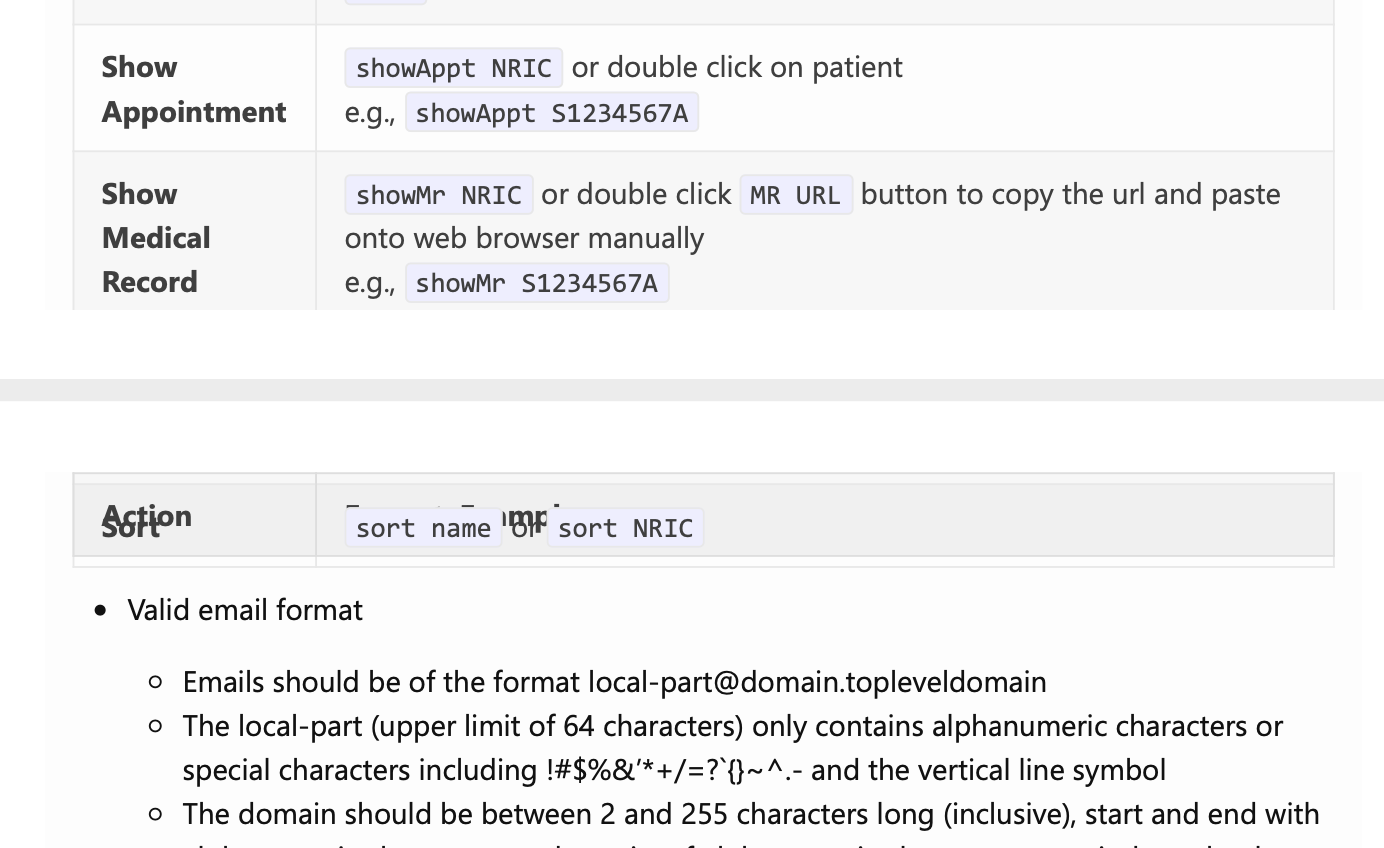 Show showAppt NRIC or double click on patient
Appointment e.g., showAppt S1234567A
Show showMr NRIC or double click MR URL button to copy the url and paste
Medical onto web browser manually
Record e.g., showMr S1234567A
Action
Sort sort name or sort NRIC
• Valid email format
○ Emails should be of the format local-part@domain.topleveldomain
○ The local-part (upper limit of 64 characters) only contains alphanumeric characters or
special characters including !#$%&’*+/=?`{}~^.- and the vertical line symbol
○ The domain should be between 2 and 255 characters long (inclusive), start and end with